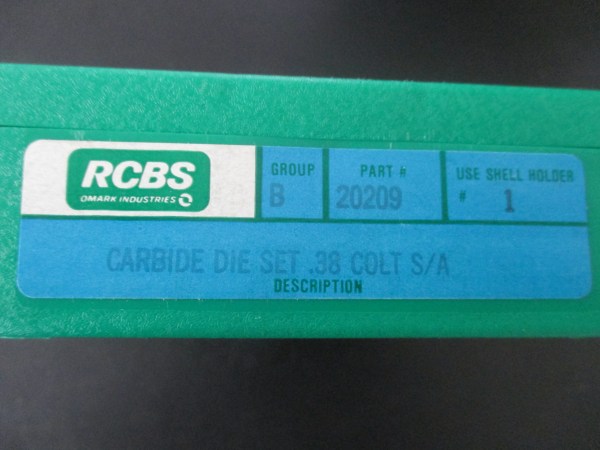 RCBS
OMARK INDUSTRIES
GROUP
B
PART #
20209
USE SHELL HOLDER
# 1
CARBIDE DIE SET .38 COLT S/A
DESCRIPTION